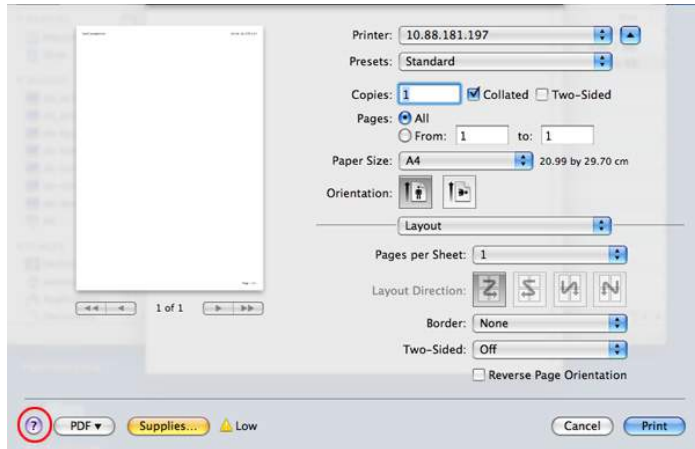 Printer: 10.88.181.197
Presets: Standard
Copies: 1 Collated Two-Sided
Pages: All
From: 1 to: 1
Paper Size: A4 20.99 by 29.70 cm
Orientation:
Layout
Pages per Sheet: 1
Layout Direction:
1 of 1
Border: None
Two-Sided: Off
Reverse Page Orientation
? PDF Supplies... Low Cancel Print